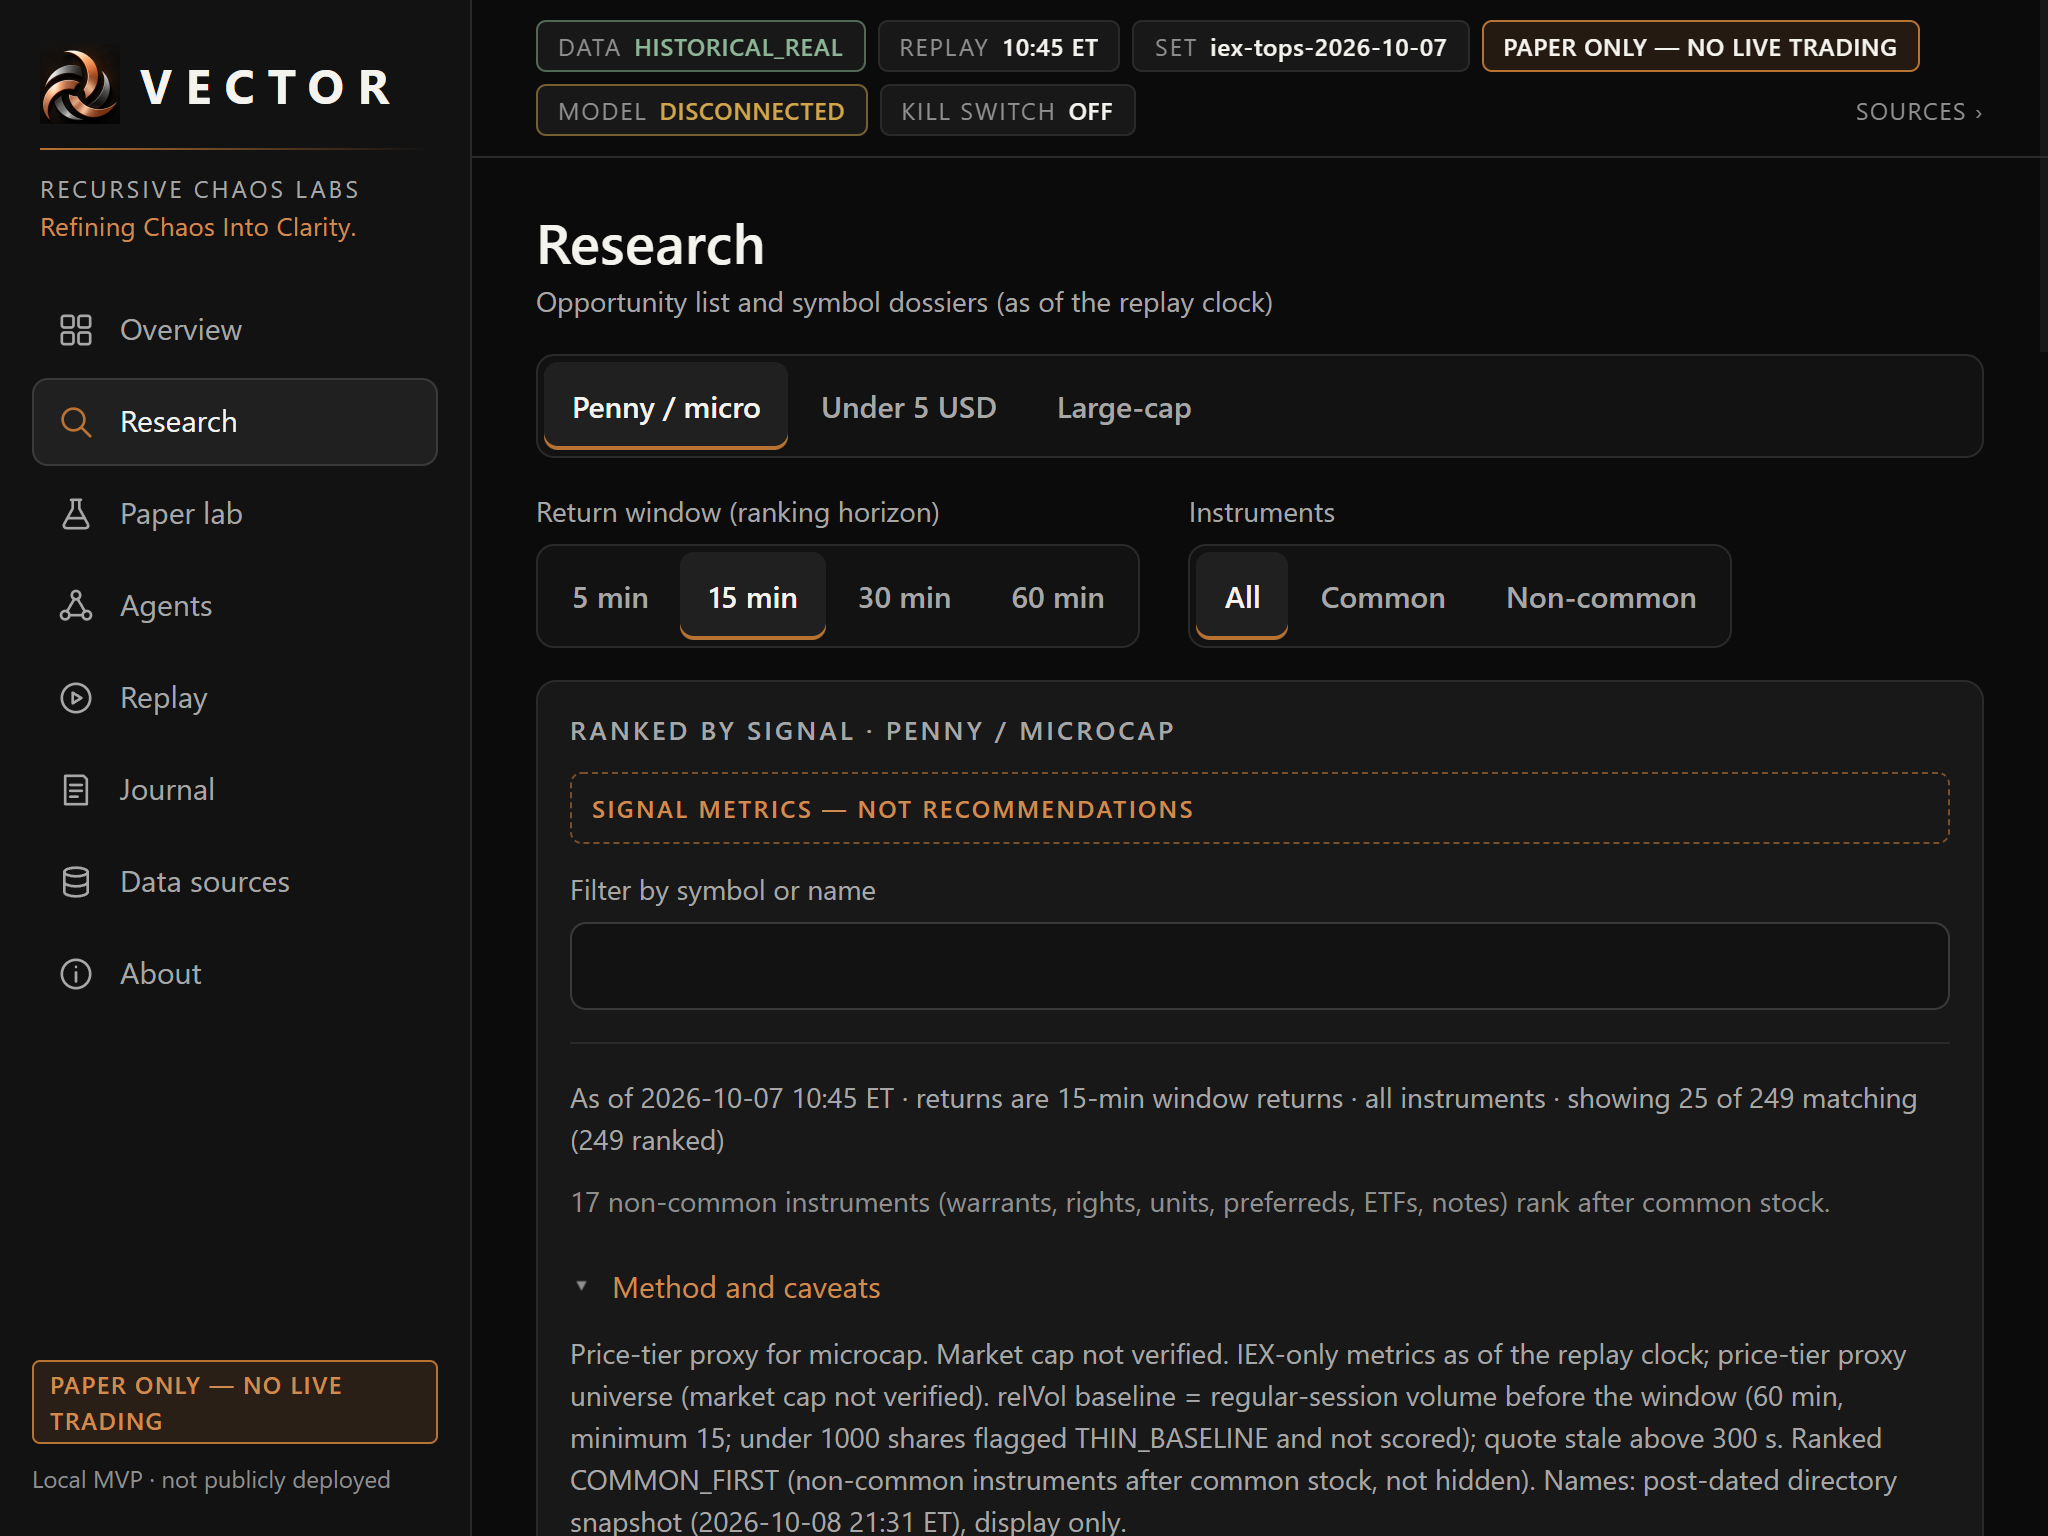 VECTOR
RECURSIVE CHAOS LABS
Refining Chaos Into Clarity.
Overview
Research
Paper lab
Agents
Replay
Journal
Data sources
About
PAPER ONLY — NO LIVE
TRADING
Local MVP · not publicly deployed
DATA HISTORICAL_REAL
REPLAY 10:45 ET
SET iex-tops-2026-10-07
PAPER ONLY — NO LIVE TRADING
MODEL DISCONNECTED
KILL SWITCH OFF
SOURCES ›
Research
Opportunity list and symbol dossiers (as of the replay clock)
Penny / micro
Under 5 USD
Large-cap
Return window (ranking horizon)
5 min
15 min
30 min
60 min
Instruments
All
Common
Non-common
RANKED BY SIGNAL · PENNY / MICROCAP
SIGNAL METRICS — NOT RECOMMENDATIONS
Filter by symbol or name
As of 2026-10-07 10:45 ET · returns are 15-min window returns · all instruments · showing 25 of 249 matching
(249 ranked)
17 non-common instruments (warrants, rights, units, preferreds, ETFs, notes) rank after common stock.
▼ Method and caveats
Price-tier proxy for microcap. Market cap not verified. IEX-only metrics as of the replay clock; price-tier proxy
universe (market cap not verified). relVol baseline = regular-session volume before the window (60 min,
minimum 15; under 1000 shares flagged THIN_BASELINE and not scored); quote stale above 300 s. Ranked
COMMON_FIRST (non-common instruments after common stock, not hidden). Names: post-dated directory
snapshot (2026-10-08 21:31 ET), display only.